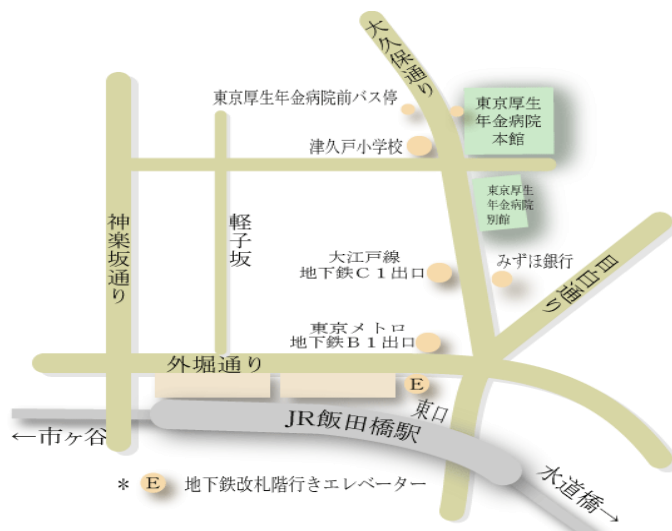 大久保通り
東京厚生年金病院前バス停
東京厚生
年金病院
本館
津久戸小学校
東京厚生
年金病院
別館
神楽坂通り
軽子坂
大江戸線
地下鉄C1出口
みずほ銀行
目白通り
東京メトロ
地下鉄B1出口
外堀通り
E
東口
JR飯田橋駅
←市ヶ谷
水道橋→
* E 地下鉄改札階行きエレベーター